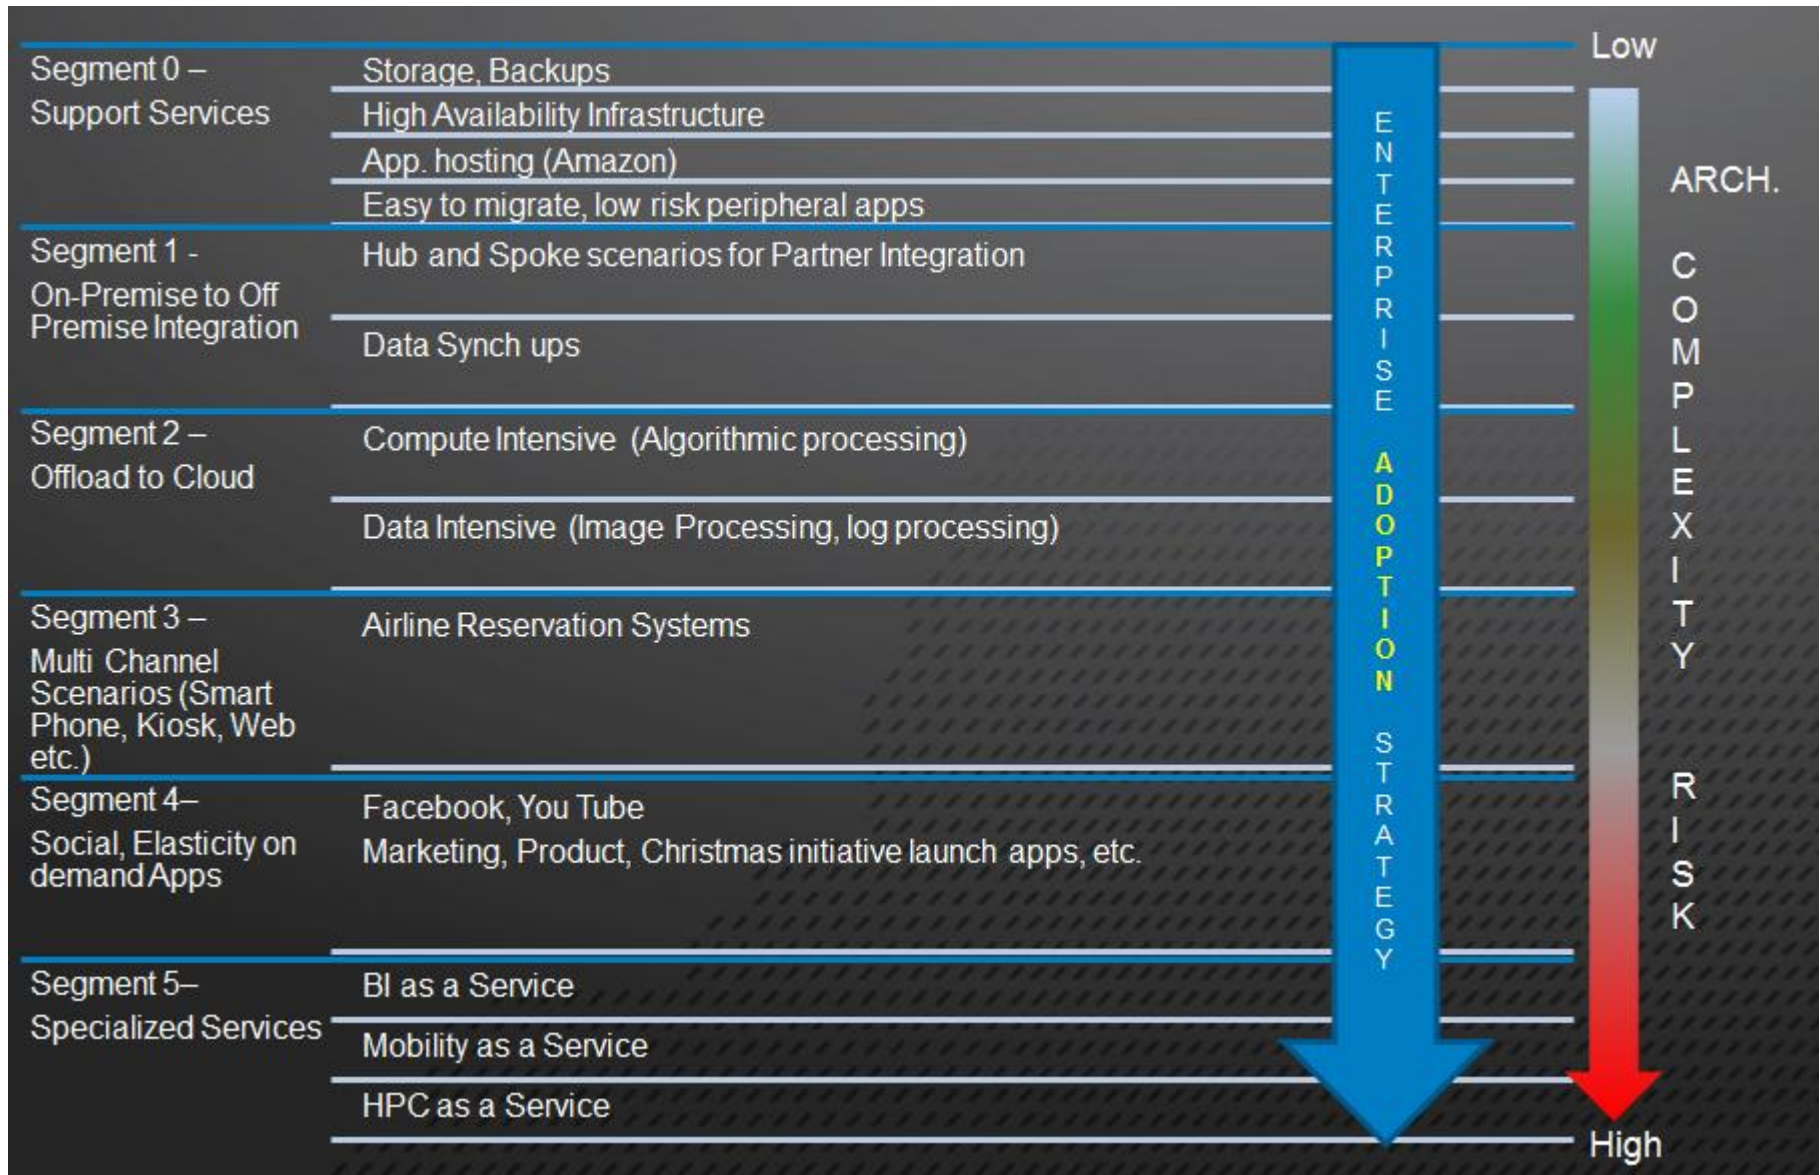 Low
Segment 0 –
Support Services
Storage, Backups
High Availability Infrastructure
App. hosting (Amazon)
Easy to migrate, low risk peripheral apps
Segment 1 -
On-Premise to Off
Premise Integration
Hub and Spoke scenarios for Partner Integration
Data Synch ups
Segment 2 –
Offload to Cloud
Compute Intensive (Algorithmic processing)
Data Intensive (Image Processing, log processing)
Segment 3 –
Multi Channel
Scenarios (Smart
Phone, Kiosk, Web
etc.)
Airline Reservation Systems
Segment 4–
Social, Elasticity on
demand Apps
Facebook, You Tube
Marketing, Product, Christmas initiative launch apps, etc.
Segment 5–
Specialized Services
BI as a Service
Mobility as a Service
HPC as a Service
ENTERPRISE ADOPTION STRATEGY
ARCH.
COMPLEXITY
RISK
High